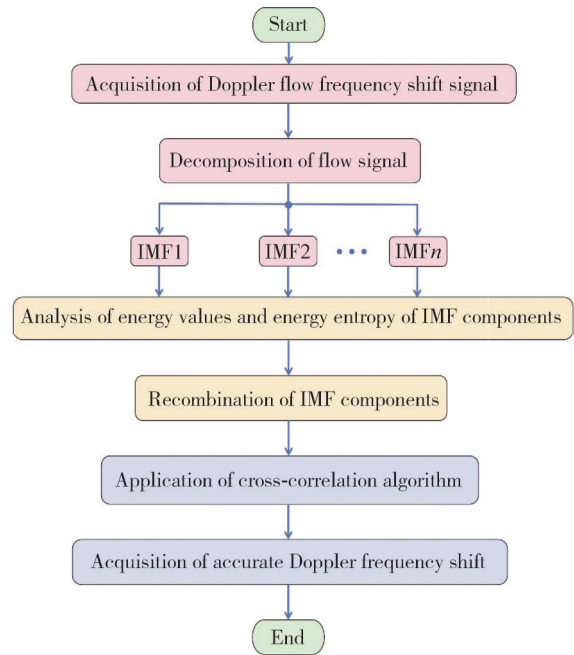 Start
Acquisition of Doppler flow frequency shift signal
Decomposition of flow signal
IMF1 IMF2 ••• IMFn
Analysis of energy values and energy entropy of IMF components
Recombination of IMF components
Application of cross-correlation algorithm
Acquisition of accurate Doppler frequency shift
End